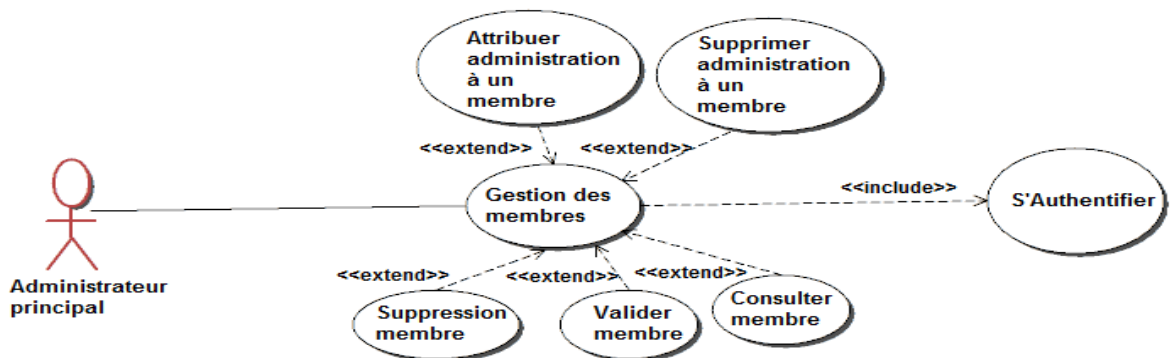 Attribuer
administration
à un
membre
Supprimer
administration
à un
membre
<<extend>>
<<extend>>
Gestion des
membres
<<include>>
S'Authentifier
Administrateur
principal
<<extend>>
<<extend>>
<<extend>>
Suppression
membre
Valider
membre
Consulter
membre